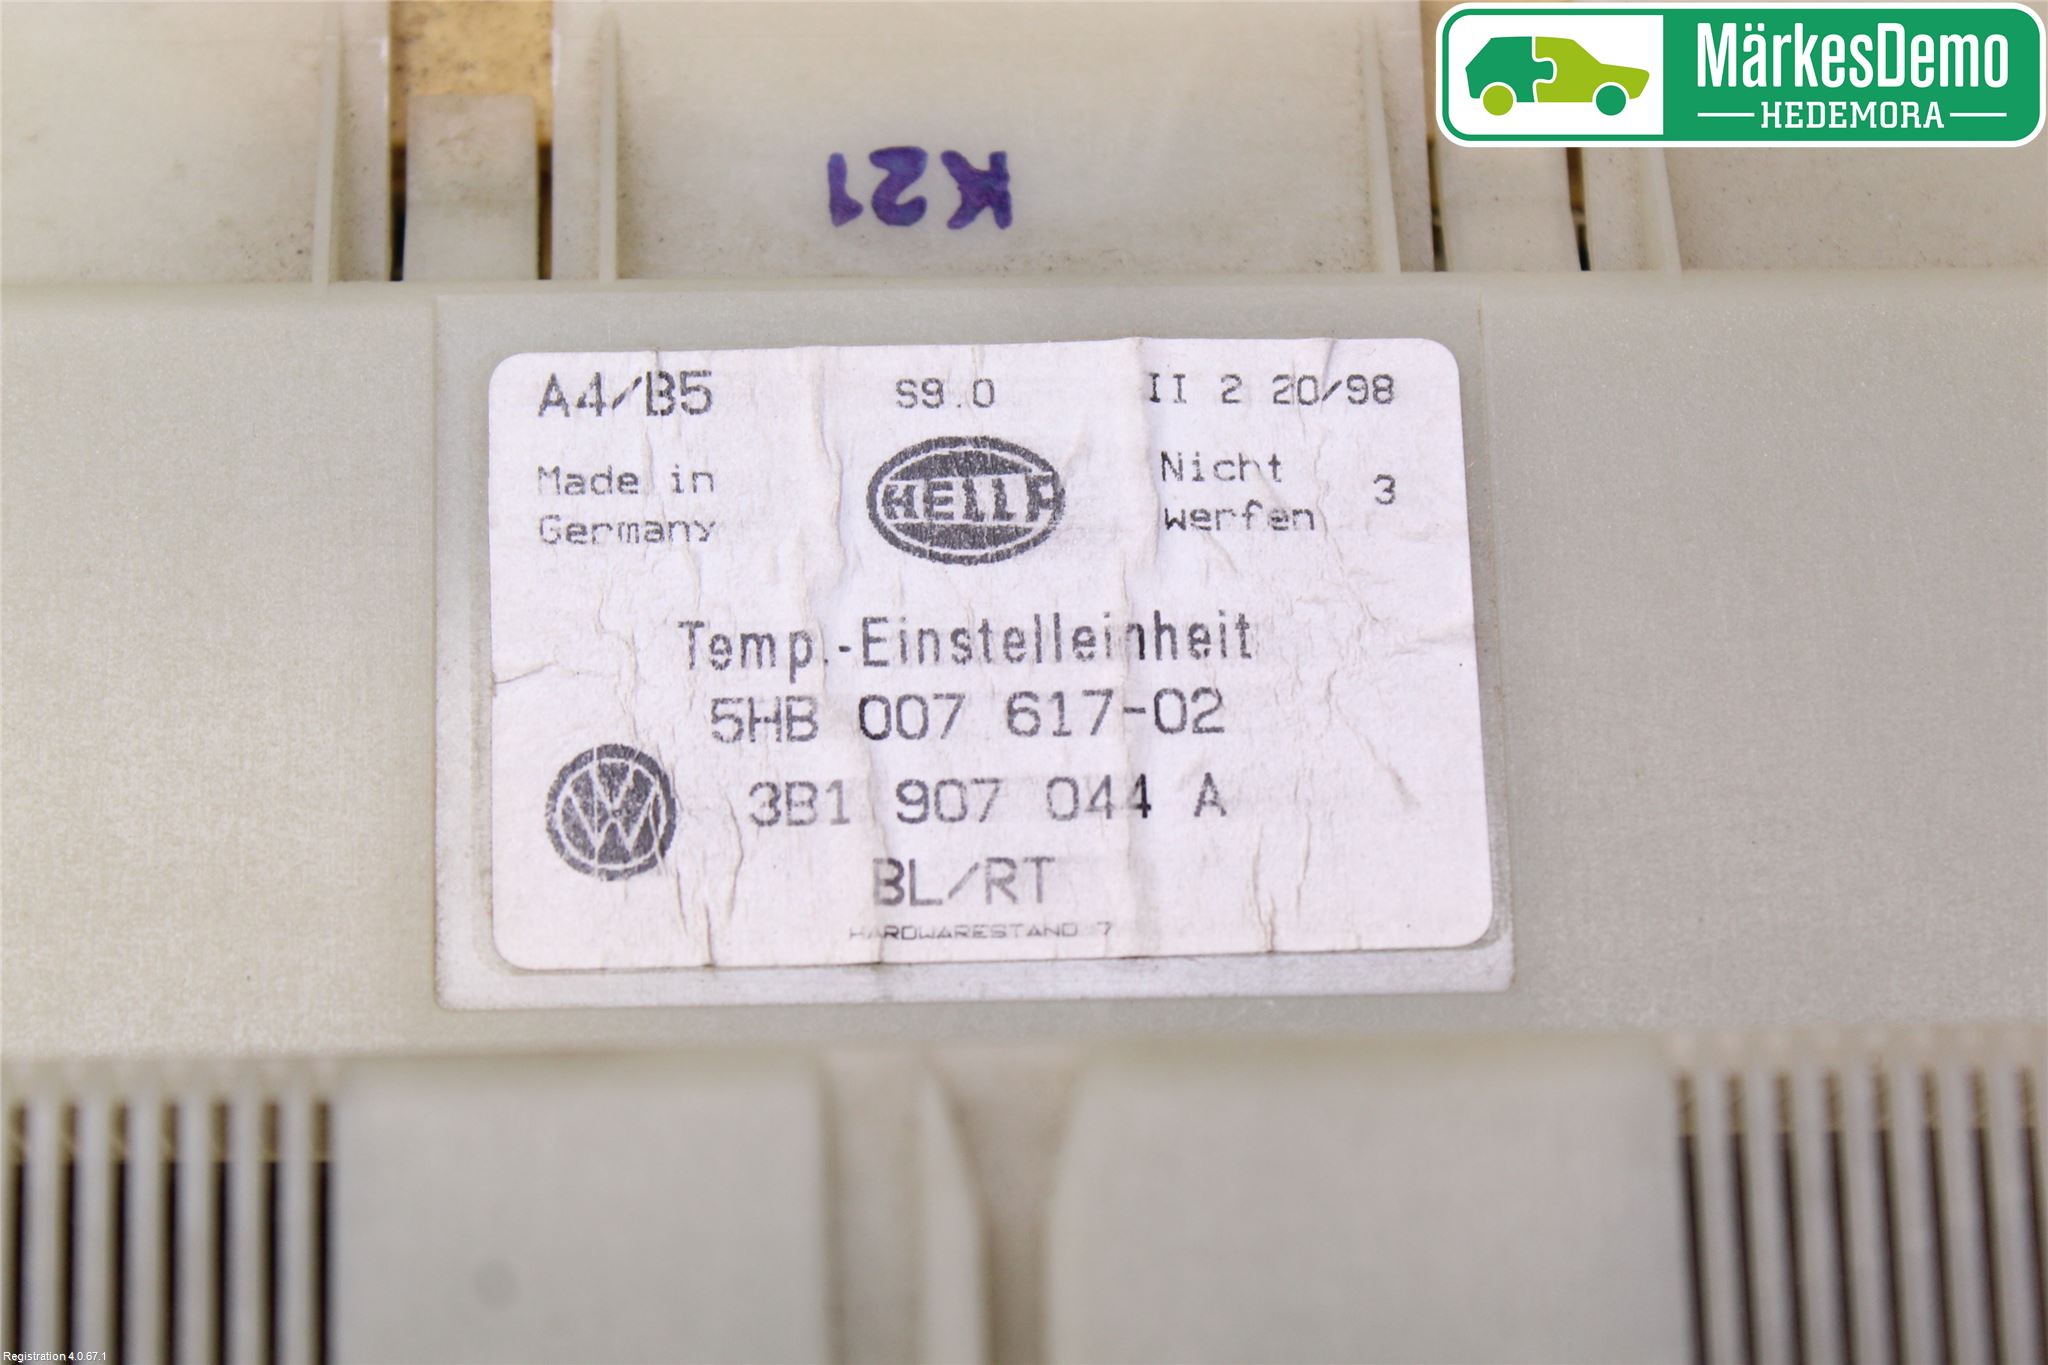 MärkesDemo
HEDEMORA
K21
A4/B5 S9.0 II 2 20/98
Made in Germany
HELLA
Nicht werfen 3
Temp.-Einstelleinheit
5HB 007 617-02
3B1 907 044 A
BL/RT
HARDWARESTAND 7
Registration 4.0.67.1